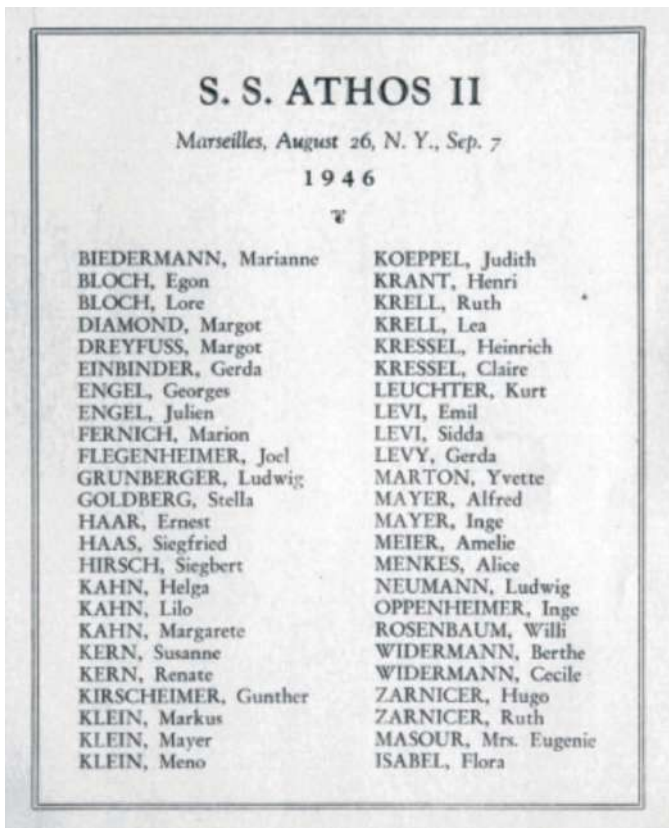 S. S. ATHOS II
Marseilles, August 26, N. Y., Sep. 7
1946
BIEDERMANN, Marianne
BLOCH, Egon
BLOCH, Lore
DIAMOND, Margot
DREYFUSS, Margot
EINBINDER, Gerda
ENGEL, Georges
ENGEL, Julien
FERNICH, Marion
FLEGENHEIMER, Joel
GRUNBERGER, Ludwig
GOLDBERG, Stella
HAAR, Ernest
HAAS, Siegfried
HIRSCH, Siegbert
KAHN, Helga
KAHN, Lilo
KAHN, Margarete
KERN, Susanne
KERN, Renate
KIRSCHEIMER, Gunther
KLEIN, Markus
KLEIN, Mayer
KLEIN, Meno
KOEPPEL, Judith
KRANT, Henri
KRELL, Ruth
KRELL, Lea
KRESSEL, Heinrich
KRESSEL, Claire
LEUCHTER, Kurt
LEVI, Emil
LEVI, Sidda
LEVY, Gerda
MARTON, Yvette
MAYER, Alfred
MAYER, Inge
MEIER, Amelie
MENKES, Alice
NEUMANN, Ludwig
OPPENHEIMER, Inge
ROSENBAUM, Willi
WIDERMANN, Berthe
WIDERMANN, Cecile
ZARNICER, Hugo
ZARNICER, Ruth
MASOUR, Mrs. Eugenie
ISABEL, Flora